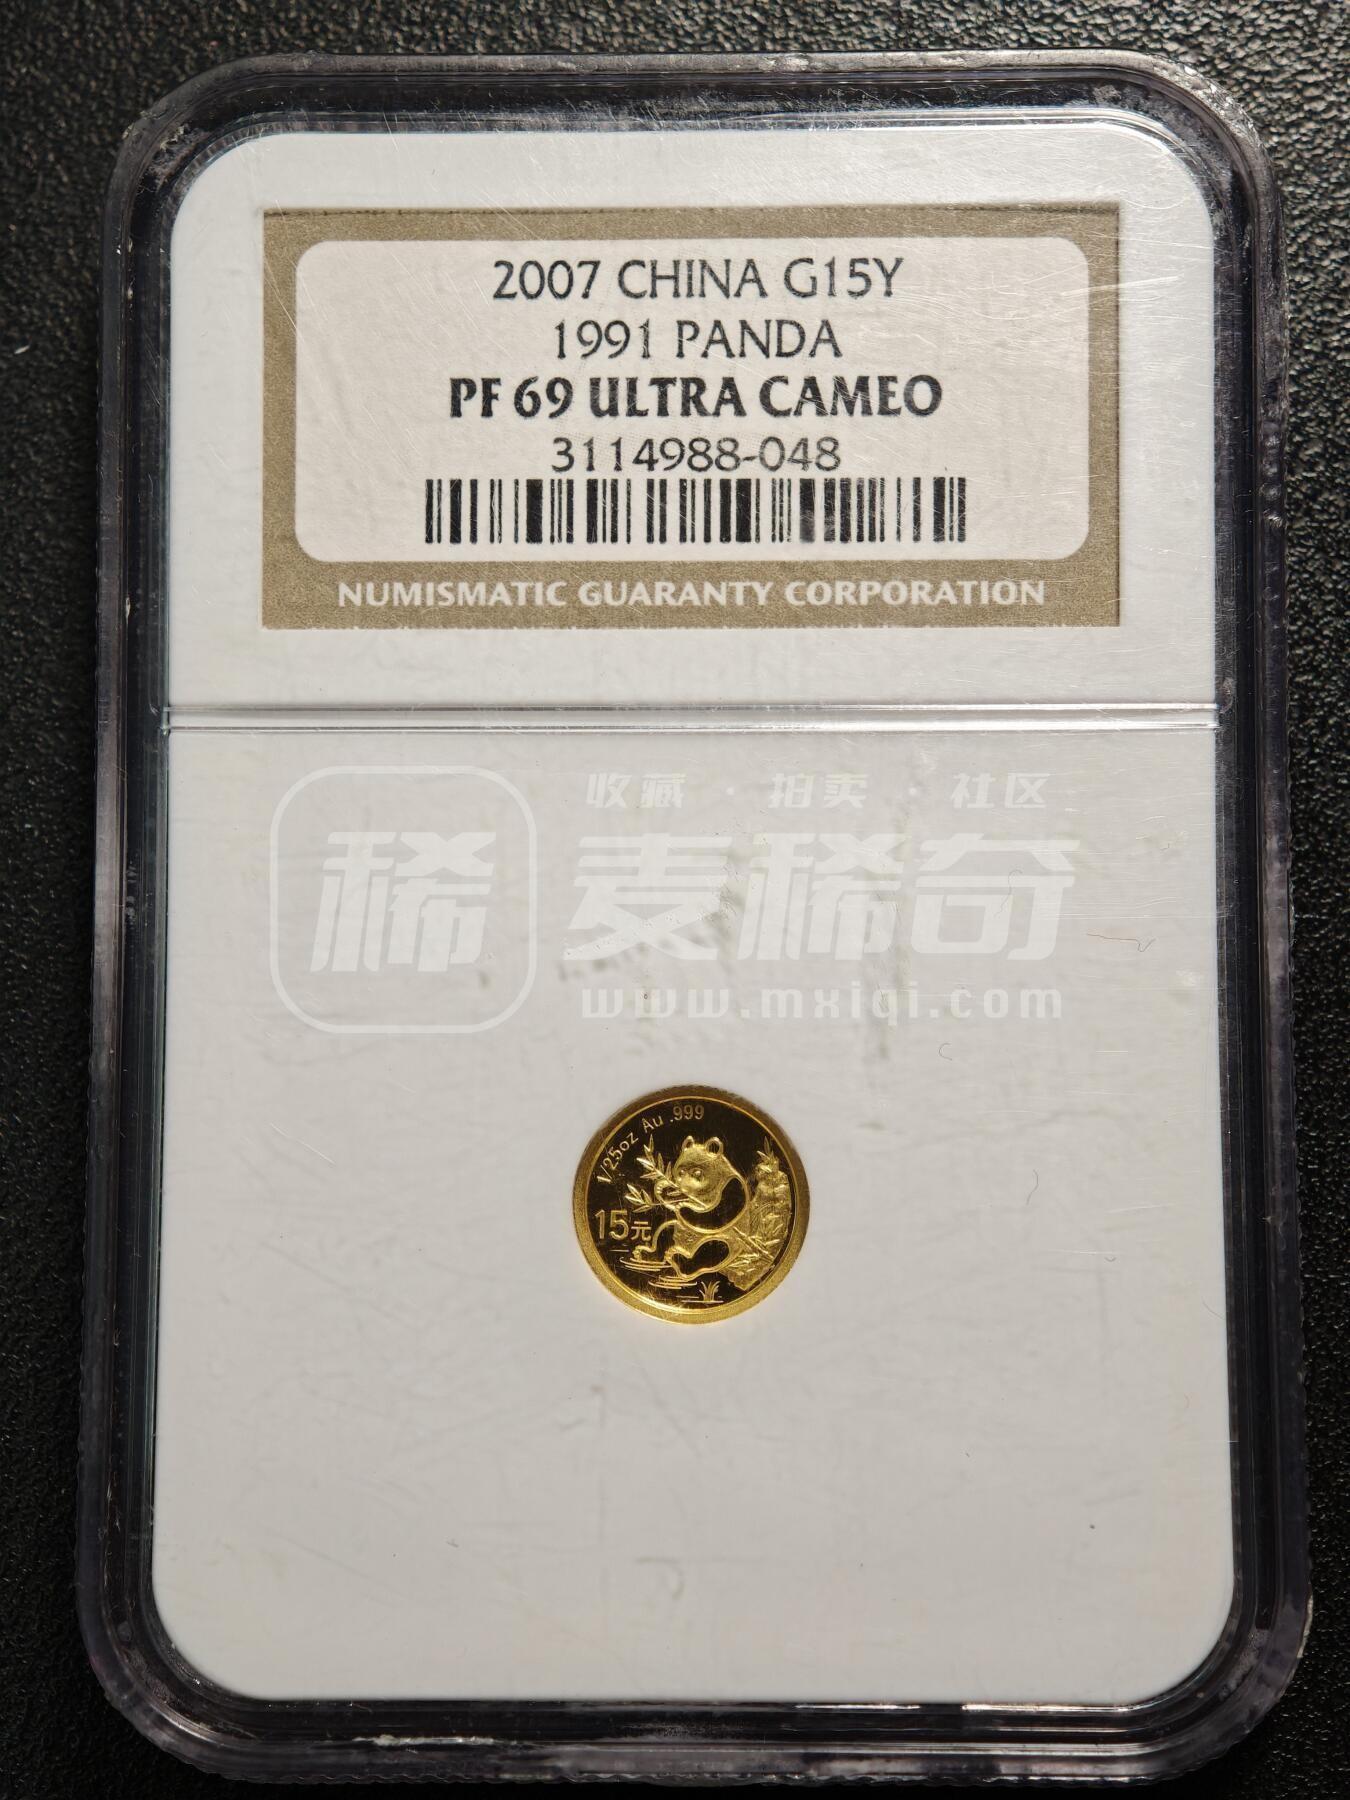 2007 CHINA G15Y
1991 PANDA
PF 69 ULTRA CAMEO
3114988-048
NUMISMATIC GUARANTY CORPORATION
收藏 · 拍卖 · 社区
稀 麦稀奇
www.mxiqi.com
1/25oz Au .999
15元